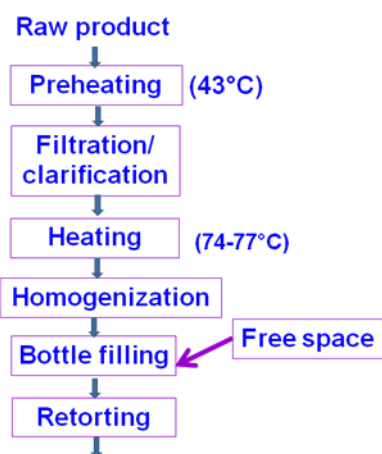 Raw product
Preheating (43°C)
Filtration/
clarification
Heating (74-77°C)
Homogenization
Bottle filling
Free space
Retorting